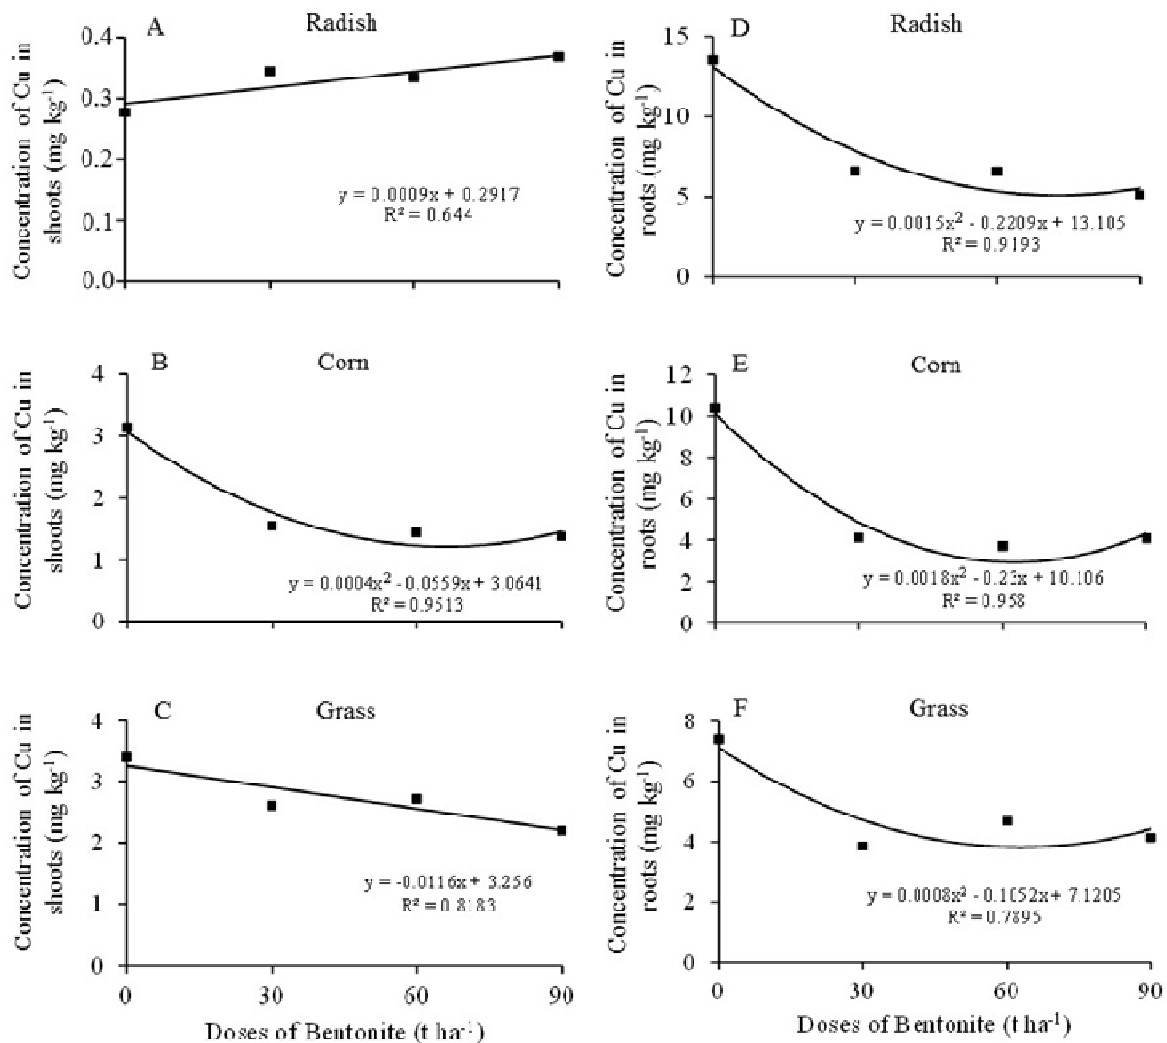 A
Radish
Concentration of Cu in
shoots (mg kg⁻¹)
0.4
0.3
0.2
0.1
0.0
y = 0.0009x + 0.2917
R² = 0.644
D
Radish
Concentration of Cu in
roots (mg kg⁻¹)
15
10
5
0
y = 0.0015x² - 0.2209x + 13.105
R² = 0.9193
B
Corn
Concentration of Cu in
shoots (mg kg⁻¹)
4
3
2
1
0
y = 0.0004x² - 0.0559x + 3.0641
R² = 0.9513
E
Corn
Concentration of Cu in
roots (mg kg⁻¹)
12
10
8
6
4
2
0
y = 0.0018x² - 0.22x + 10.106
R² = 0.958
C
Grass
Concentration of Cu in
shoots (mg kg⁻¹)
4
3
2
1
0
y = -0.0116x + 3.256
R² = 0.8183
0 30 60 90
Doses of Bentonite (t ha⁻¹)
F
Grass
Concentration of Cu in
roots (mg kg⁻¹)
8
6
4
2
0
y = 0.0008x² - 0.1052x + 7.1205
R² = 0.7895
0 30 60 90
Doses of Bentonite (t ha⁻¹)